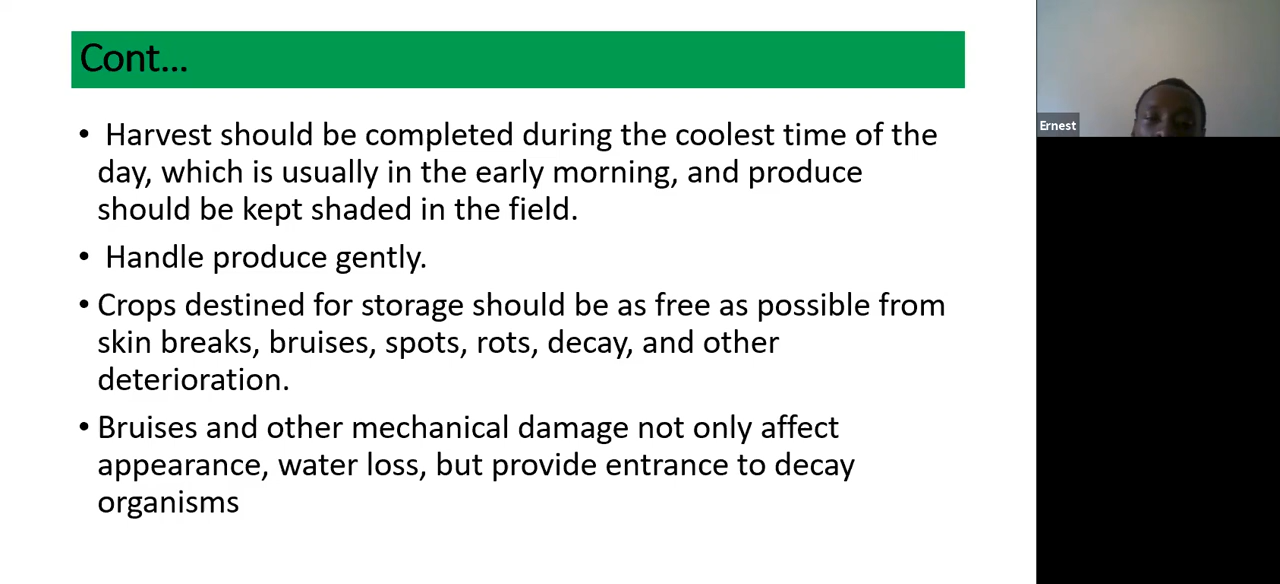 Cont...
• Harvest should be completed during the coolest time of the
day, which is usually in the early morning, and produce
should be kept shaded in the field.
• Handle produce gently.
• Crops destined for storage should be as free as possible from
skin breaks, bruises, spots, rots, decay, and other
deterioration.
• Bruises and other mechanical damage not only affect
appearance, water loss, but provide entrance to decay
organisms
Ernest